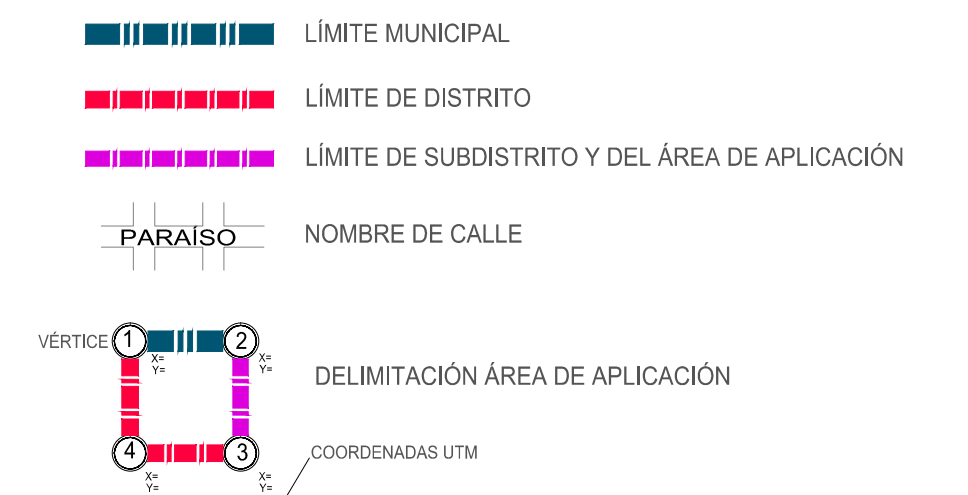 LÍMITE MUNICIPAL
LÍMITE DE DISTRITO
LÍMITE DE SUBDISTRITO Y DEL ÁREA DE APLICACIÓN
PARAÍSO
NOMBRE DE CALLE
VÉRTICE
1
2
X=
Y=
X=
Y=
DELIMITACIÓN ÁREA DE APLICACIÓN
4
3
COORDENADAS UTM
X=
Y=
X=
Y=